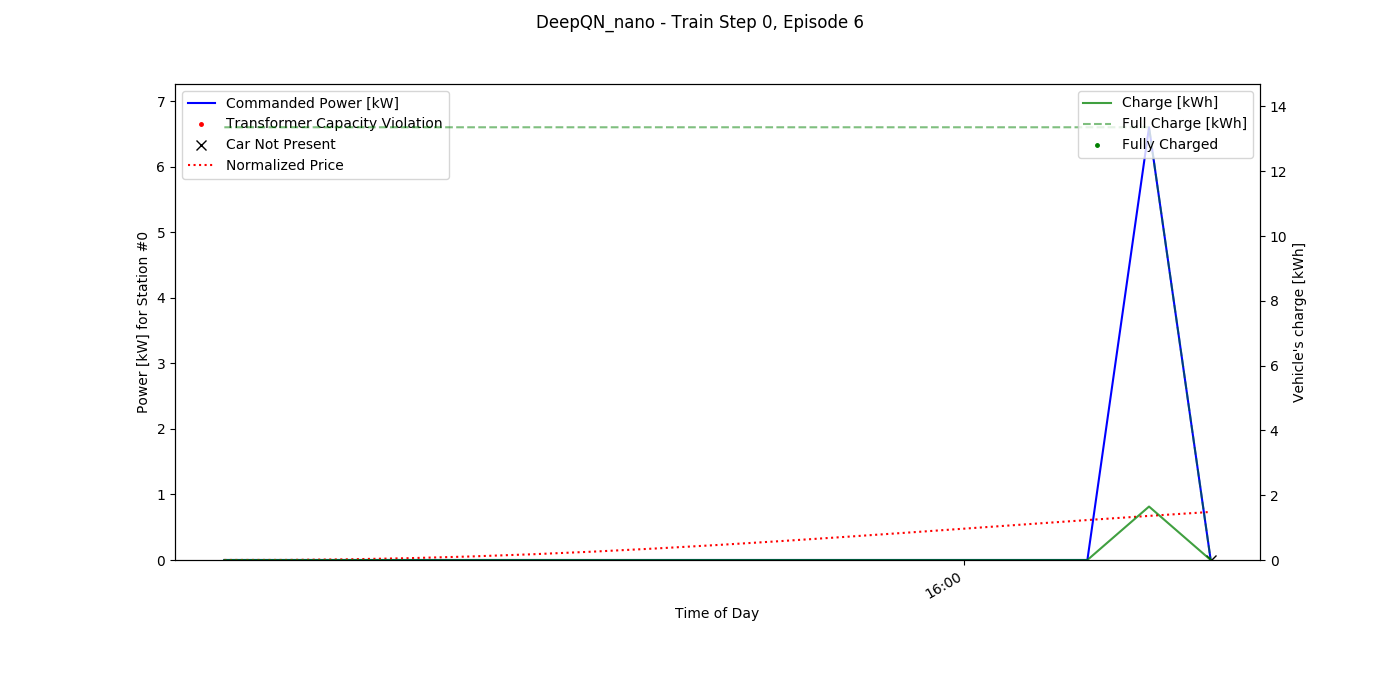 DeepQN_nano - Train Step 0, Episode 6
Commanded Power [kW]
Transformer Capacity Violation
Car Not Present
Normalized Price
Charge [kWh]
Full Charge [kWh]
Fully Charged
7
6
5
4
3
2
1
0
Power [kW] for Station #0
14
12
10
8
6
4
2
0
Vehicle's charge [kWh]
16:00
Time of Day